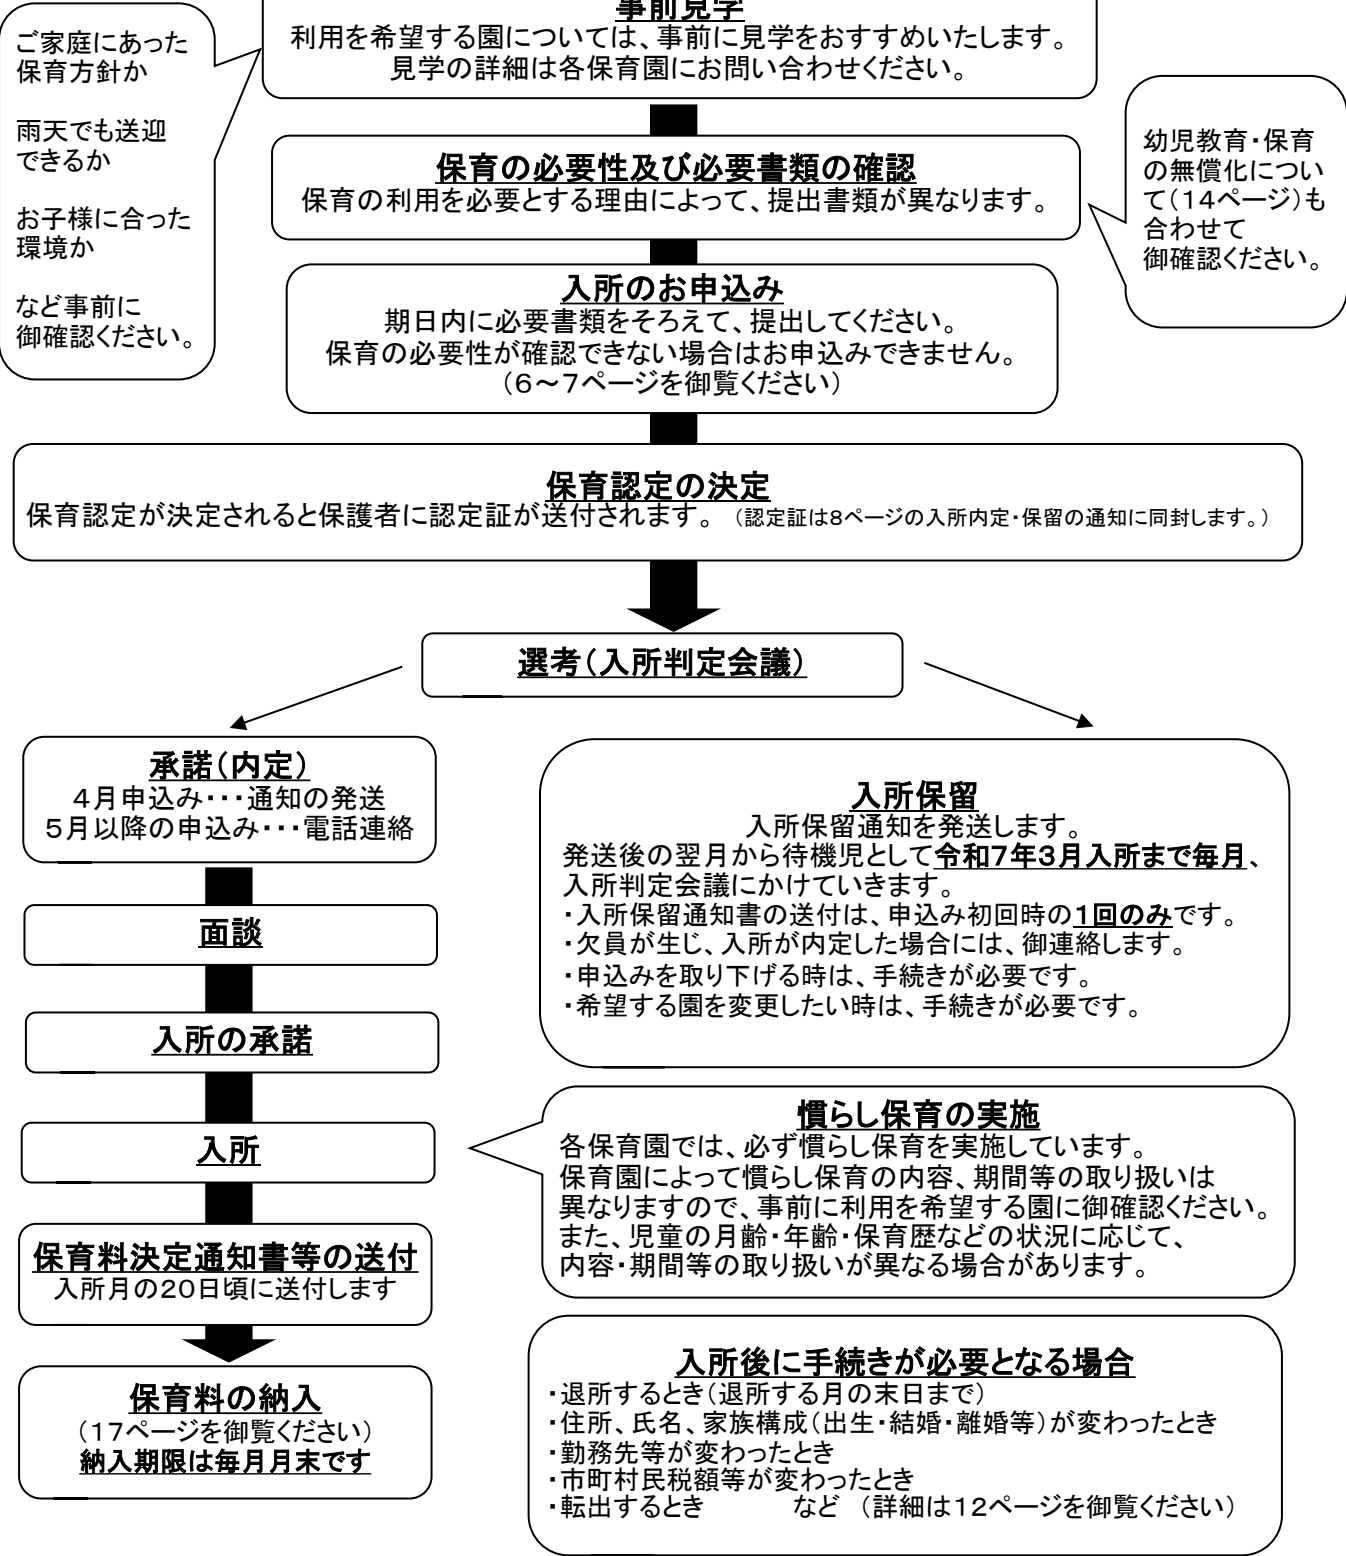 事前見学
利用を希望する園については、事前に見学をおすすめいたします。
見学の詳細は各保育園にお問い合わせください。
ご家庭にあった
保育方針か
雨天でも送迎
できるか
お子様に合った
環境か
など事前に
御確認ください。
保育の必要性及び必要書類の確認
保育の利用を必要とする理由によって、提出書類が異なります。
幼児教育・保育
の無償化につい
て（１４ページ）も
合わせて
御確認ください。
入所のお申込み
期日内に必要書類をそろえて、提出してください。
保育の必要性が確認できない場合はお申込みできません。
（６～７ページを御覧ください）
保育認定の決定
保育認定が決定されると保護者に認定証が送付されます。（認定証は８ページの入所内定・保留の通知に同封します。）
選考（入所判定会議）
承諾（内定）
４月申込み・・・通知の発送
５月以降の申込み・・・電話連絡
面談
入所の承諾
入所
保育料決定通知書等の送付
入所月の２０日頃に送付します
保育料の納入
（１７ページを御覧ください）
納入期限は毎月月末です
入所保留
入所保留通知を発送します。
発送後の翌月から待機児として令和７年３月入所まで毎月、
入所判定会議にかけていきます。
・入所保留通知書の送付は、申込み初回時の１回のみです。
・欠員が生じ、入所が内定した場合には、御連絡します。
・申込みを取り下げる時は、手続きが必要です。
・希望する園を変更したい時は、手続きが必要です。
慣らし保育の実施
各保育園では、必ず慣らし保育を実施しています。
保育園によって慣らし保育の内容、期間等の取り扱いは
異なりますので、事前に利用を希望する園に御確認ください。
また、児童の月齢・年齢・保育歴などの状況に応じて、
内容・期間等の取り扱いが異なる場合があります。
入所後に手続きが必要となる場合
・退所するとき（退所する月の末日まで）
・住所、氏名、家族構成（出生・結婚・離婚等）が変わったとき
・勤務先等が変わったとき
・市町村民税額等が変わったとき
・転出するとき　　　など　（詳細は１２ページを御覧ください）